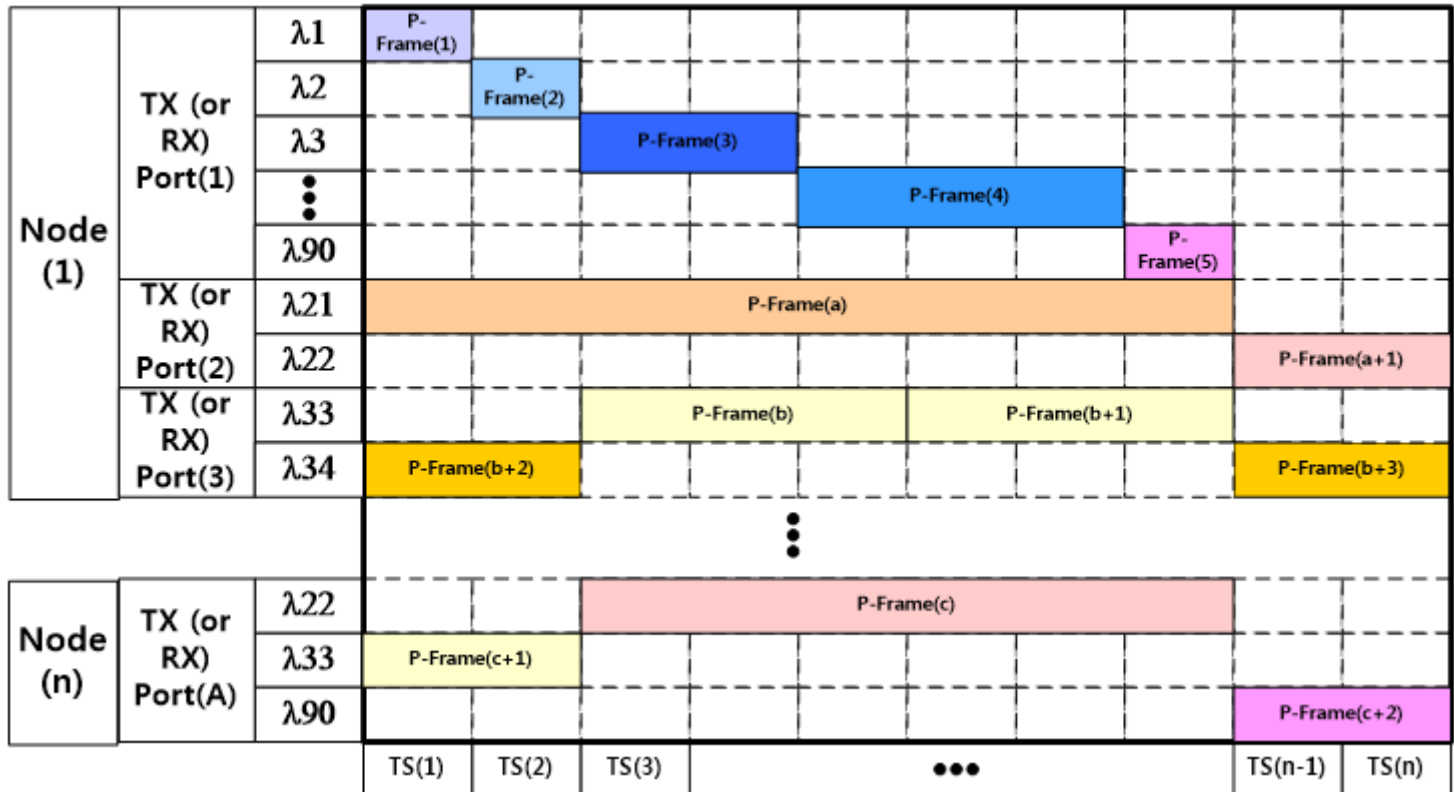 Node
(1)
TX (or
RX)
Port(1)
λ1
P-
Frame(1)
λ2
P-
Frame(2)
λ3
P-Frame(3)
P-Frame(4)
λ90
P-
Frame(5)
TX (or
RX)
Port(2)
λ21
P-Frame(a)
λ22
P-Frame(a+1)
TX (or
RX)
Port(3)
λ33
P-Frame(b)
P-Frame(b+1)
λ34
P-Frame(b+2)
P-Frame(b+3)
Node
(n)
TX (or
RX)
Port(A)
λ22
P-Frame(c)
λ33
P-Frame(c+1)
λ90
P-Frame(c+2)
TS(1)
TS(2)
TS(3)
•••
TS(n-1)
TS(n)